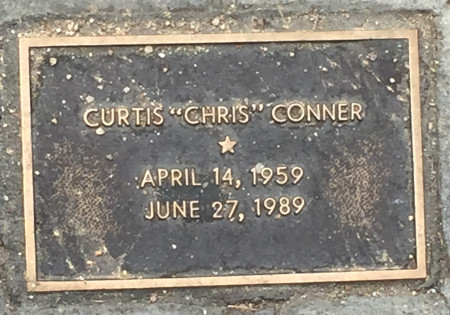 CURTIS "CHRIS" CONNER
APRIL 14, 1959
JUNE 27, 1989